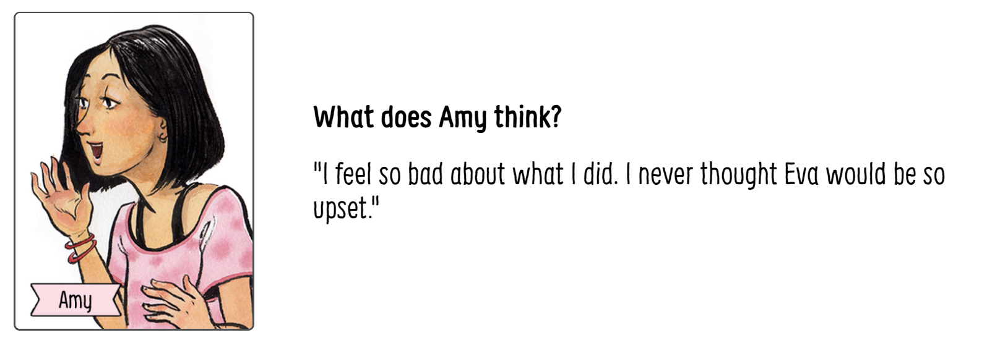 What does Amy think?
"I feel so bad about what I did. I never thought Eva would be so
upset."
Amy